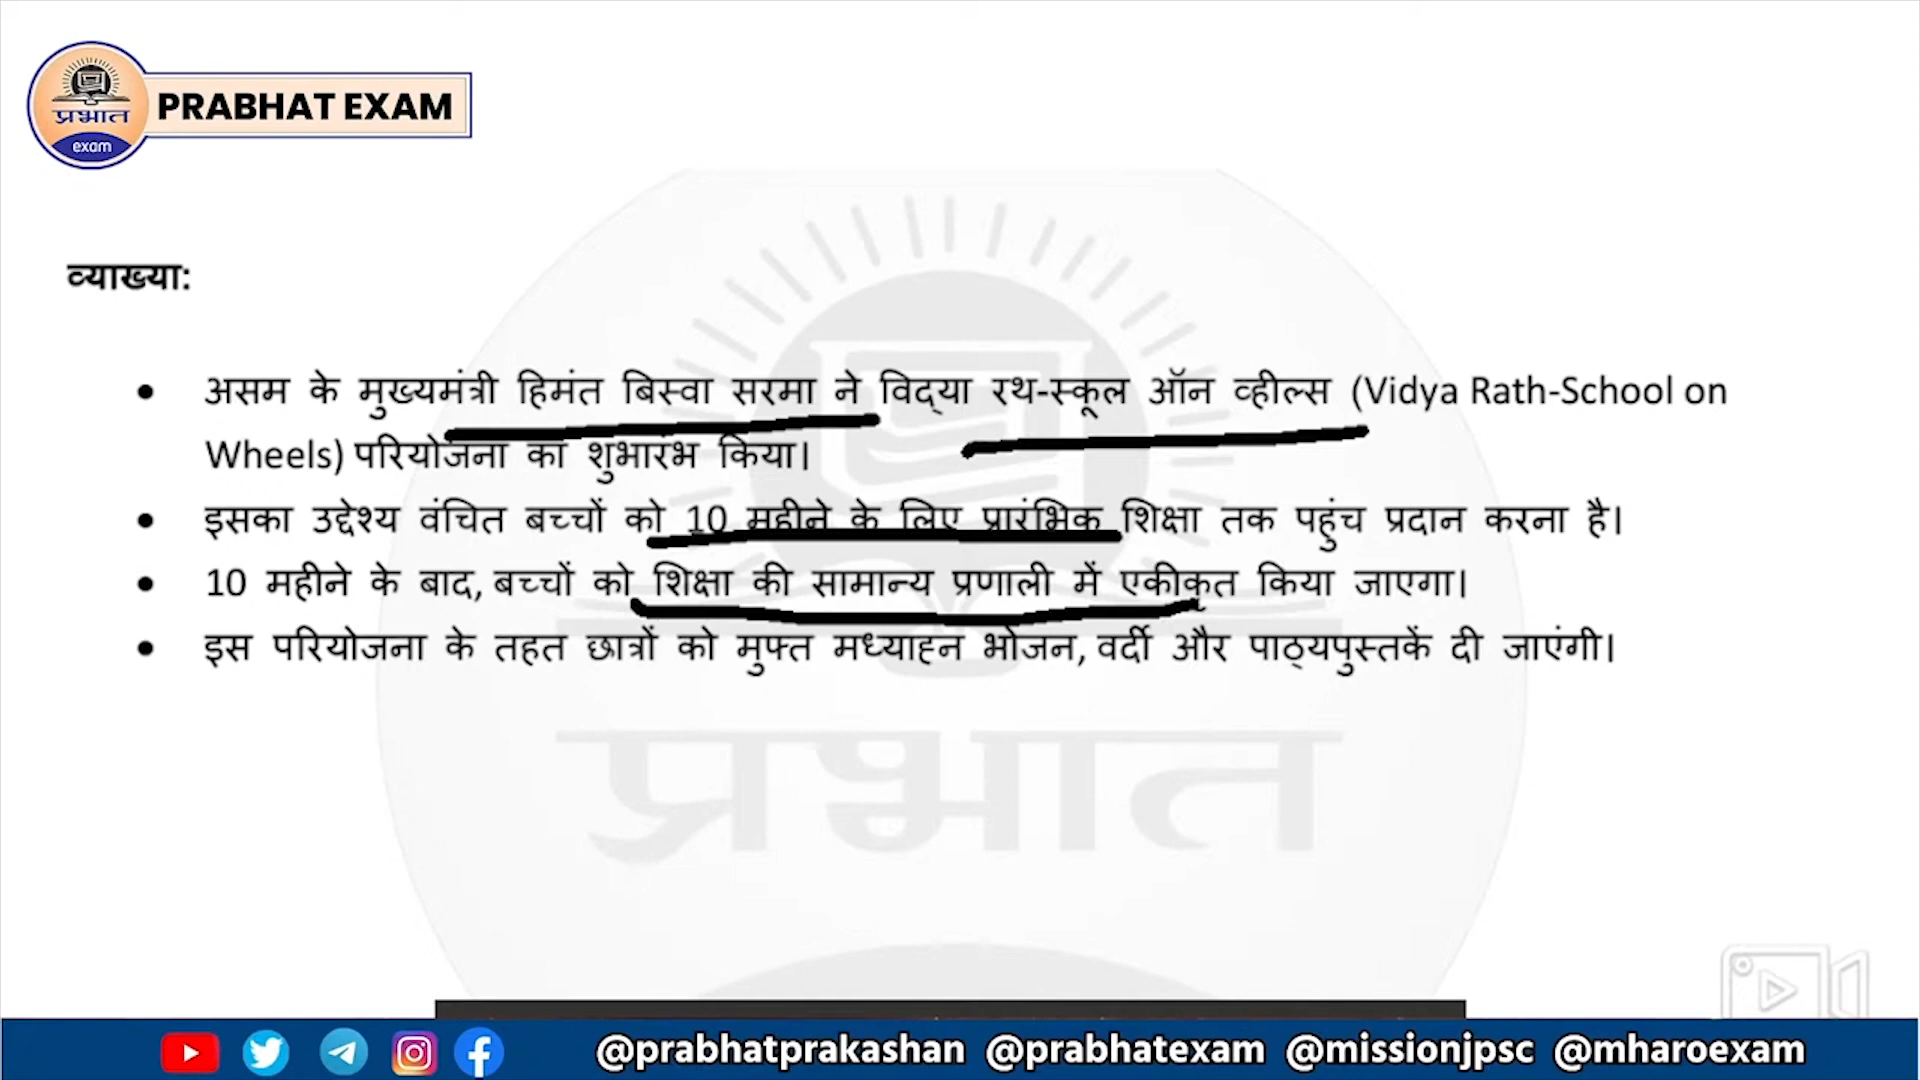 प्रभात
exam
PRABHAT EXAM
व्याख्या:
• असम के मुख्यमंत्री हिमंत बिस्वा सरमा ने विद्या रथ-स्कूल ऑन व्हील्स (Vidya Rath-School on
Wheels) परियोजना का शुभारंभ किया।
• इसका उद्देश्य वंचित बच्चों को 10 महीने के लिए प्रारंभिक शिक्षा तक पहुंच प्रदान करना है।
• 10 महीने के बाद, बच्चों को शिक्षा की सामान्य प्रणाली में एकीकृत किया जाएगा।
• इस परियोजना के तहत छात्रों को मुफ्त मध्याह्न भोजन, वर्दी और पाठ्यपुस्तकें दी जाएंगी।
प्रभात
@prabhatprakashan @prabhatexam @missionjpsc @mharoexam